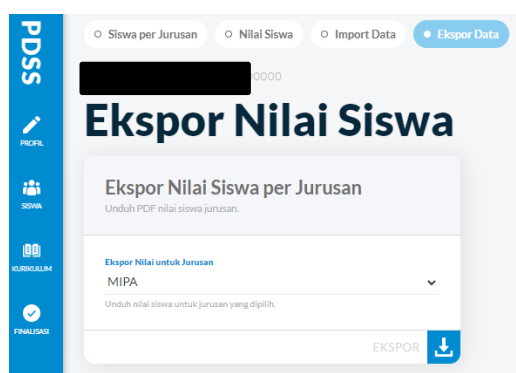 PDSS
Siswa per Jurusan
Nilai Siswa
Import Data
Ekspor Data
0000
Ekspor Nilai Siswa
PROFIL
SISWA
KURIKULUM
FINALISASI
Ekspor Nilai Siswa per Jurusan
Unduh PDF nilai siswa jurusan.
Ekspor Nilai untuk Jurusan
MIPA
Unduh nilai siswa untuk jurusan yang dipilih.
EKSPOR